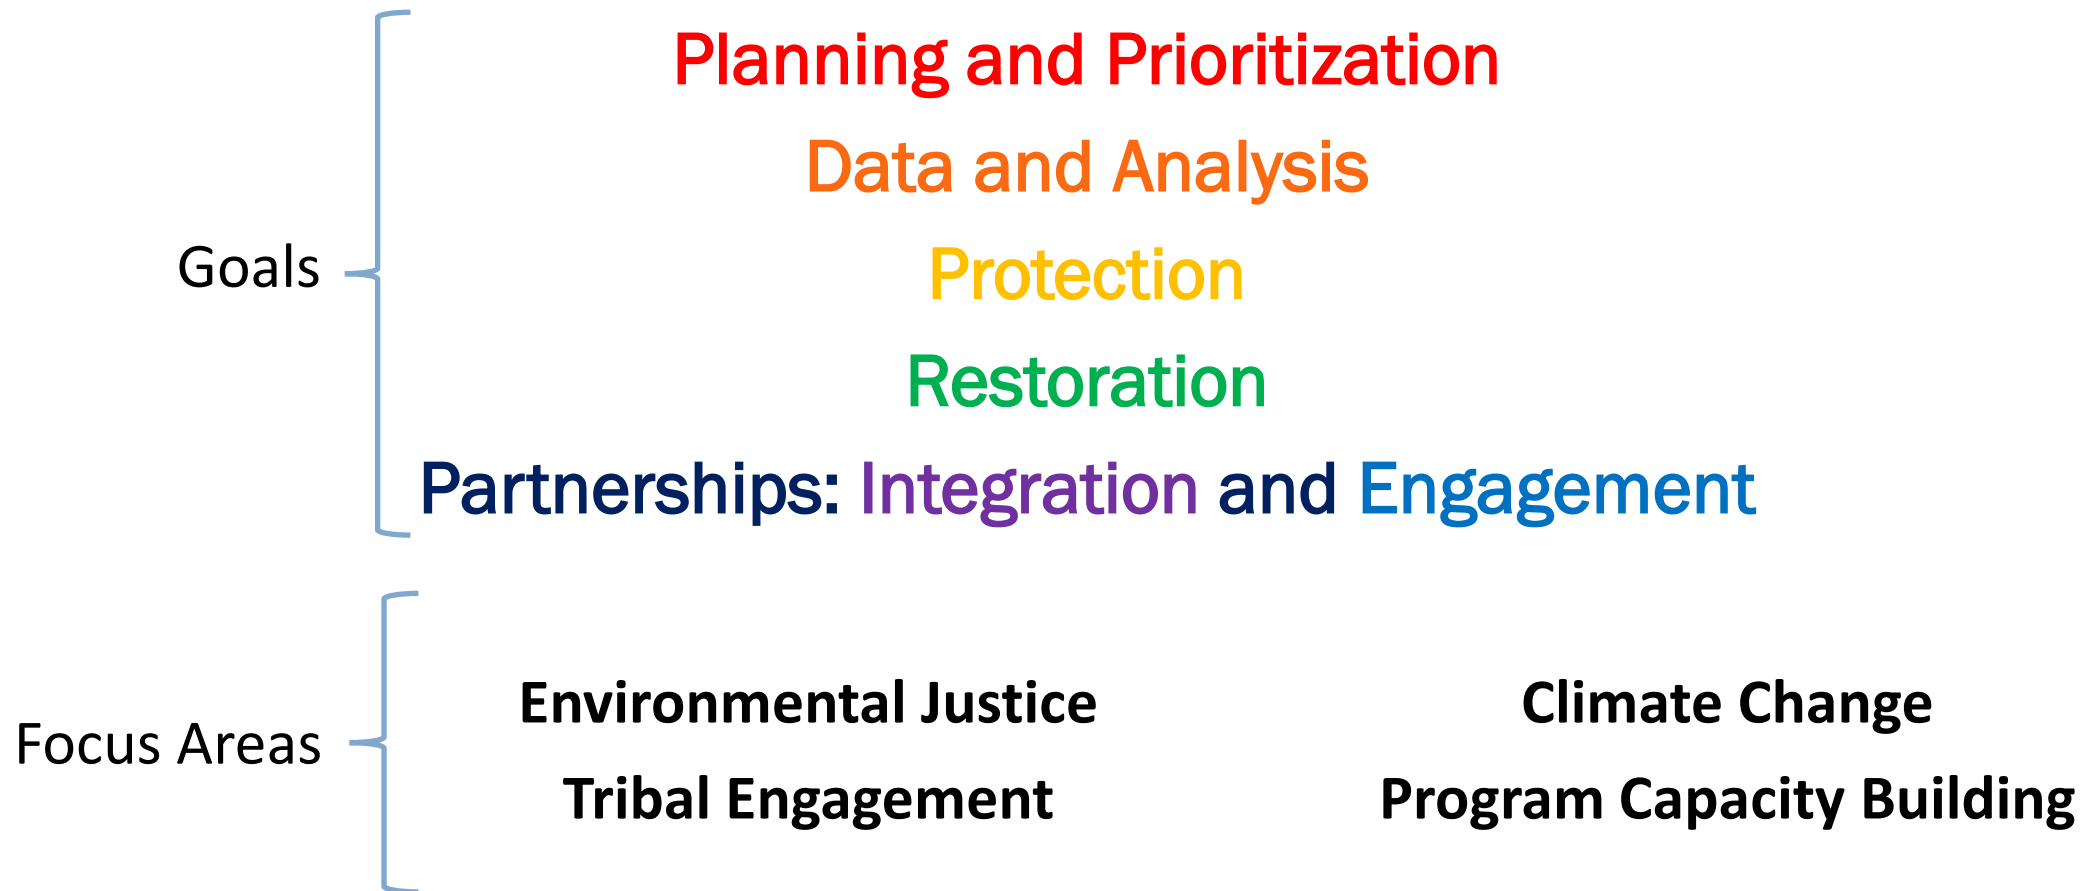 Goals
Planning and Prioritization
Data and Analysis
Protection
Restoration
Partnerships: Integration and Engagement
Focus Areas
Environmental Justice
Climate Change
Tribal Engagement
Program Capacity Building